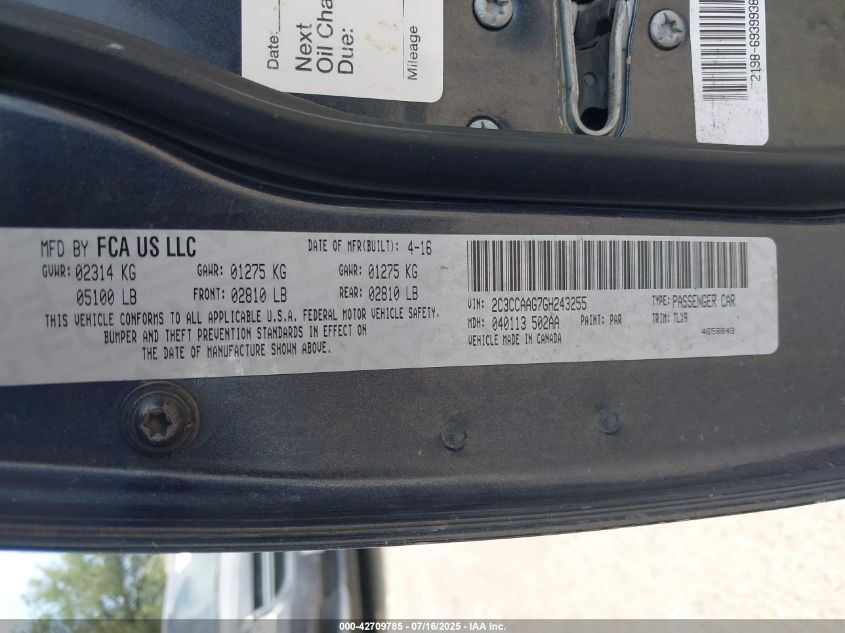 Date:
Next
Oil Cha
Due:
Mileage
2198-6939938
MFD BY FCA US LLC
DATE OF MFR(BUILT): 4-16
GVWR: 02314 KG GAWR: 01275 KG GAWR: 01275 KG
05100 LB FRONT: 02810 LB REAR: 02810 LB
THIS VEHICLE CONFORMS TO ALL APPLICABLE U.S.A. FEDERAL MOTOR VEHICLE SAFETY,
BUMPER AND THEFT PREVENTION STANDARDS IN EFFECT ON
THE DATE OF MANUFACTURE SHOWN ABOVE.
VIN: 2C3CCAAG7GH243255 TYPE: PASSENGER CAR
MDH: 040113 502AA PAINT: PAR TRIM: TLX9
VEHICLE MADE IN CANADA 4658843
000-42709785 / 07/16/2025 - IAA Inc.